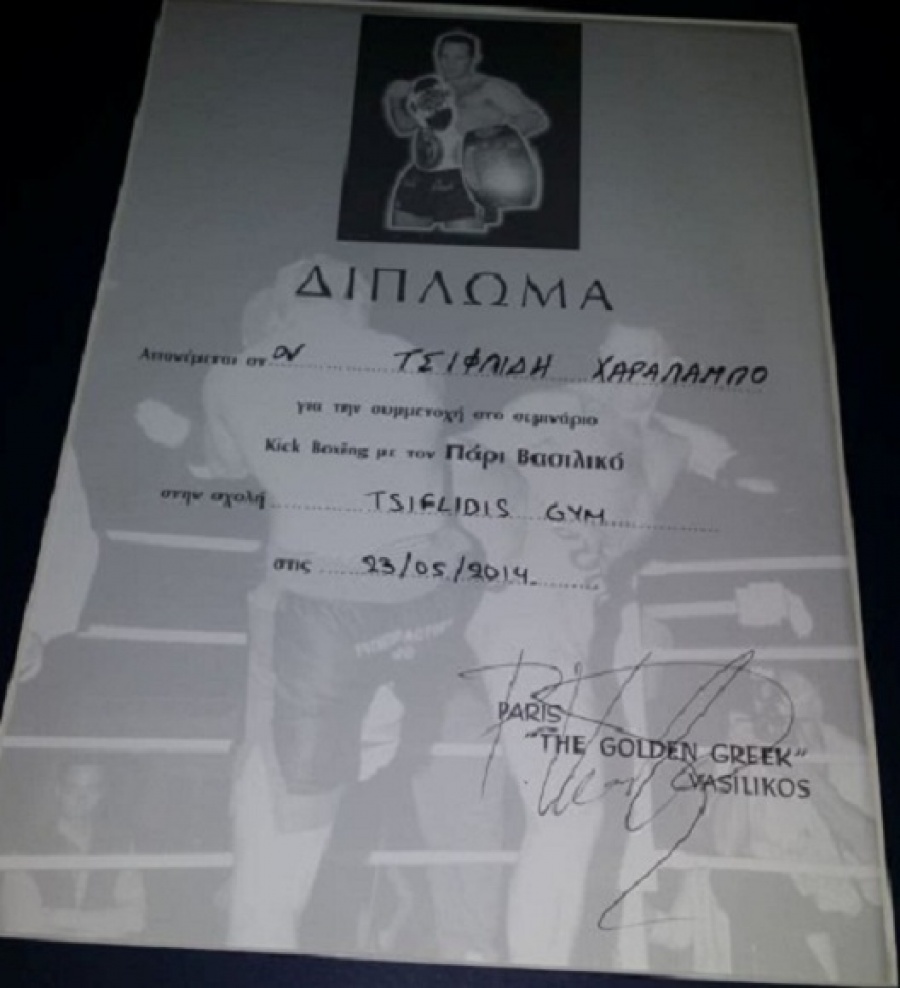 ΔΙΠΛΩΜΑ
Απονέμεται στ ον ΤΣΙΦΛΙΔΗ ΧΑΡΑΛΑΜΠΟ
για την συμμετοχή στο σεμινάριο
Kick Boxing με τον Πάρι Βασιλικό
στην σχολή TSIFLIDIS GYM
στις 23/05/2014
PARIS
"THE GOLDEN GREEK"
VASILIKOS